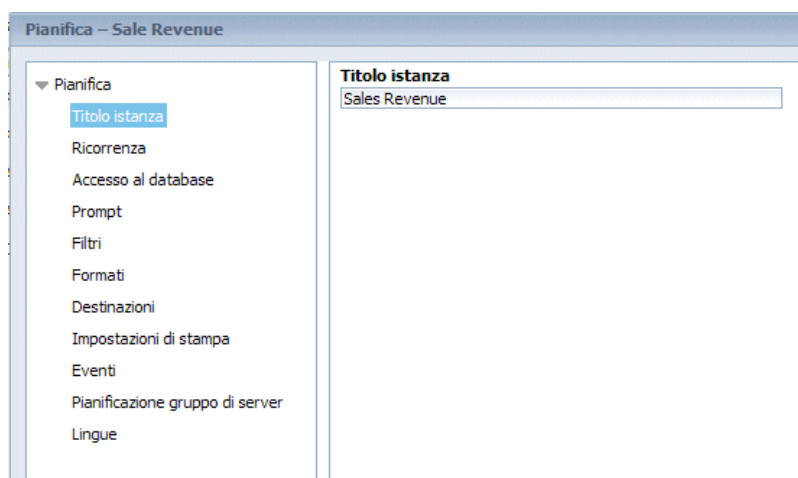 Pianifica – Sale Revenue
Pianifica
Titolo istanza
Ricorrenza
Accesso al database
Prompt
Filtri
Formati
Destinazioni
Impostazioni di stampa
Eventi
Pianificazione gruppo di server
Lingue
Titolo istanza
Sales Revenue